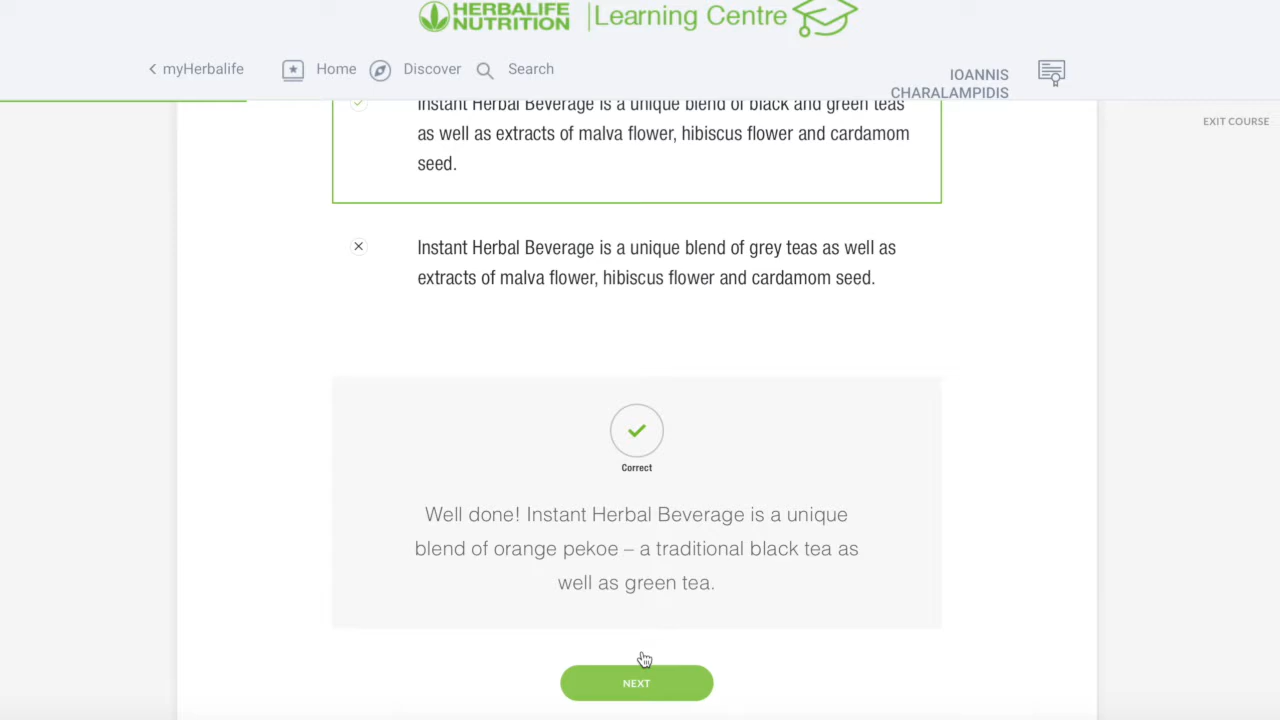 HERBALIFE NUTRITION | Learning Centre
myHerbalife Home Discover Search
IOANNIS CHARALAMPIDIS
EXIT COURSE
Instant Herbal Beverage is a unique blend of black and green teas
as well as extracts of malva flower, hibiscus flower and cardamom
seed.
Instant Herbal Beverage is a unique blend of grey teas as well as
extracts of malva flower, hibiscus flower and cardamom seed.
Correct
Well done! Instant Herbal Beverage is a unique
blend of orange pekoe – a traditional black tea as
well as green tea.
NEXT